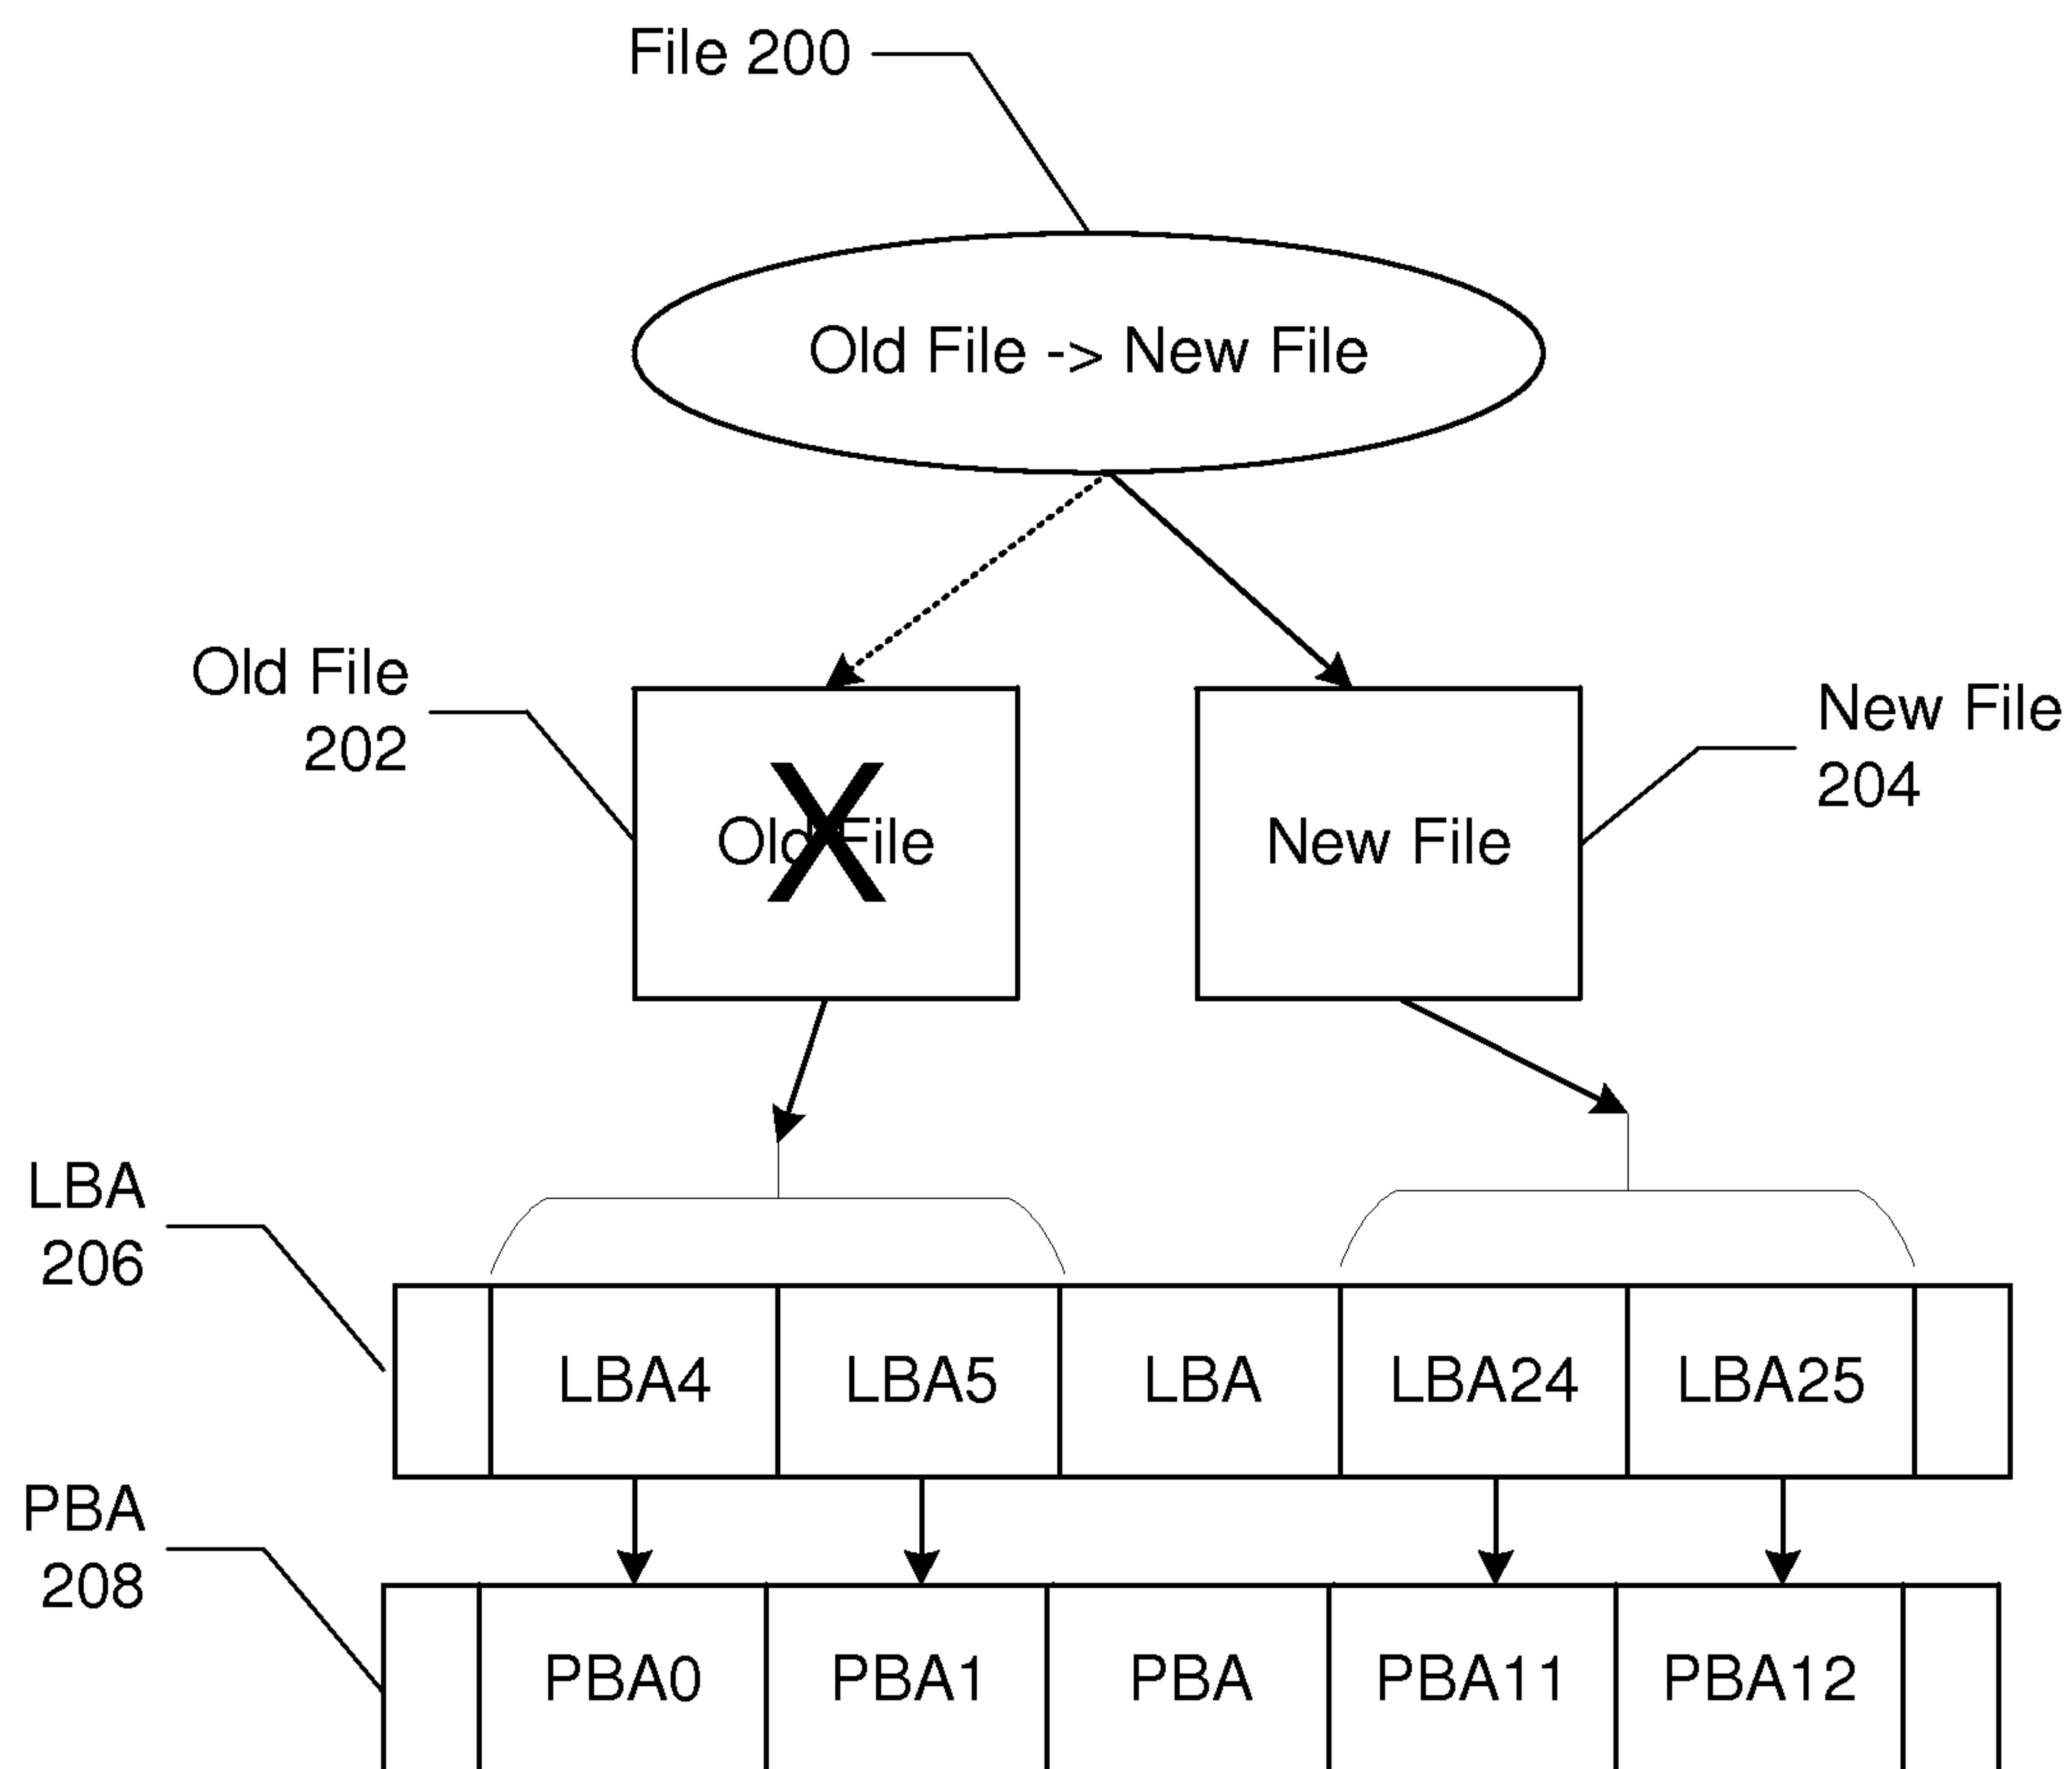 File 200
Old File -> New File
Old File
202
New File
204
Old File
X
New File
LBA
206
LBA4
LBA5
LBA
LBA24
LBA25
PBA
208
PBA0
PBA1
PBA
PBA11
PBA12